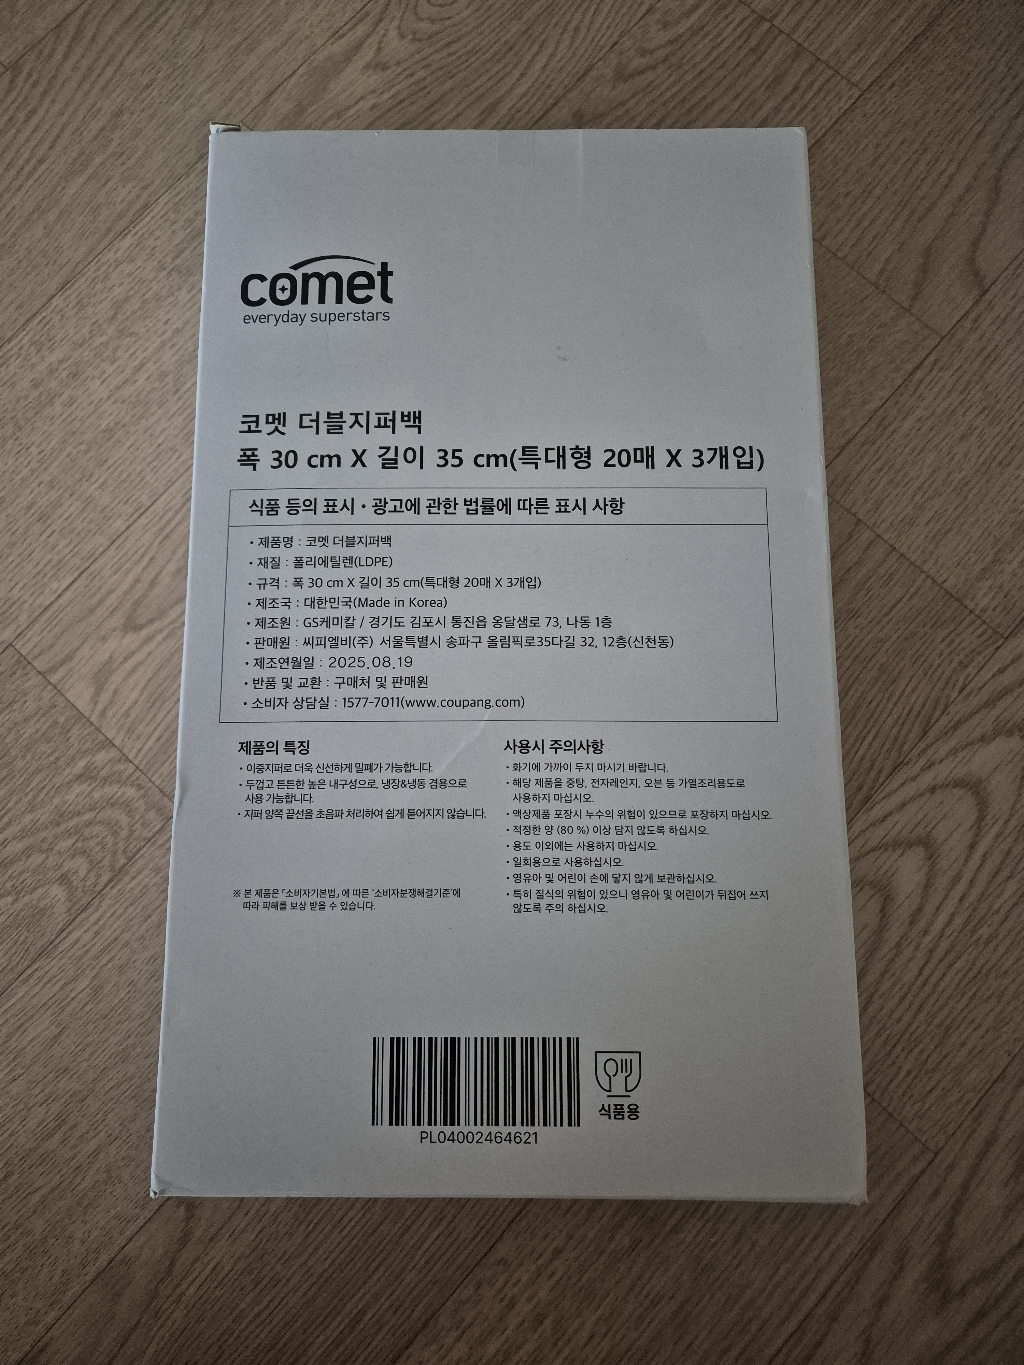 comet
everyday superstars
코멧 더블지퍼백
폭 30 cm X 길이 35 cm(특대형 20매 X 3개입)
식품 등의 표시 • 광고에 관한 법률에 따른 표시 사항
• 제품명 : 코멧 더블지퍼백
• 재질 : 폴리에틸렌(LDPE)
• 규격 : 폭 30 cm X 길이 35 cm(특대형 20매 X 3개입)
• 제조국 : 대한민국(Made in Korea)
• 제조원 : GS케미칼 / 경기도 김포시 통진읍 옹달샘로 73, 나동 1층
• 판매원 : 씨피엘비(주) 서울특별시 송파구 올림픽로35다길 32, 12층(신천동)
• 제조연월일 : 2025.08.19
• 반품 및 교환 : 구매처 및 판매원
• 소비자 상담실 : 1577-7011(www.coupang.com)
제품의 특징
• 이중지퍼로 더욱 신선하게 밀폐가 가능합니다.
• 두껍고 튼튼한 높은 내구성으로, 냉장&냉동 겸용으로
사용 가능합니다.
• 지퍼 양쪽 끝선을 초음파 처리하여 쉽게 뜯어지지 않습니다.
※ 본 제품은 「소비자기본법」에 따른 '소비자분쟁해결기준'에
따라 피해를 보상 받을 수 있습니다.
사용시 주의사항
• 화기에 가까이 두지 마시기 바랍니다.
• 해당 제품을 중탕, 전자레인지, 오븐 등 가열조리용도로
사용하지 마십시오.
• 액상제품 포장시 누수의 위험이 있으므로 포장하지 마십시오.
• 적정한 양 (80 %) 이상 담지 않도록 하십시오.
• 용도 이외에는 사용하지 마십시오.
• 일회용으로 사용하십시오.
• 영유아 및 어린이 손에 닿지 않게 보관하십시오.
• 특히 질식의 위험이 있으니 영유아 및 어린이가 뒤집어 쓰지
않도록 주의 하십시오.
PL04002464621
식품용